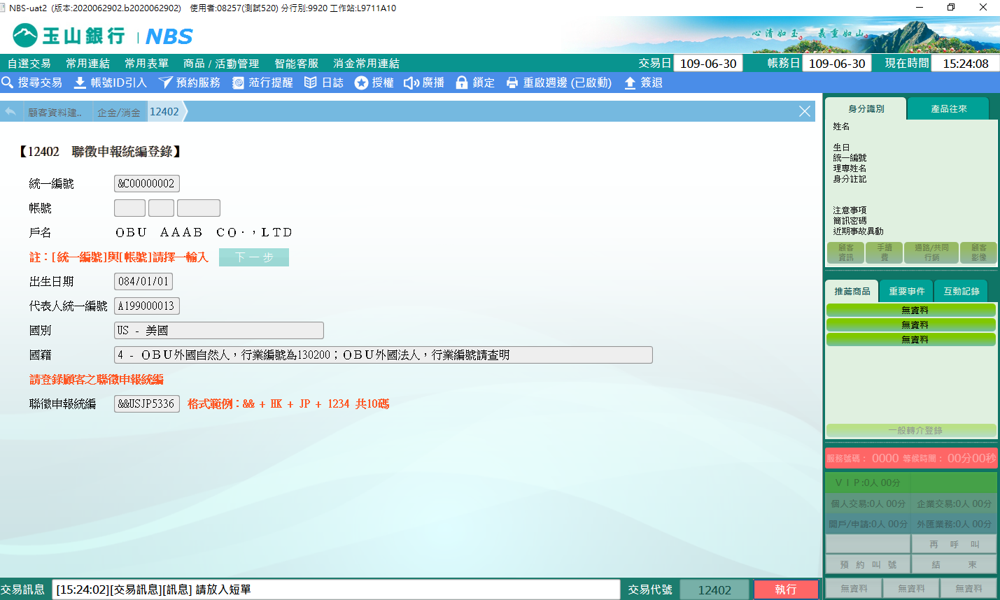 NBS-uat2 (版本:2020062902.b2020062902) 使用者:08257(測試520) 分行別:9920 工作站:L9711A10
玉山銀行 | NBS
心清如玉。 義重如山。
自選交易 常用連結 常用表單 商品 / 活動管理 智能客服 消金常用連結 交易日 109-06-30 帳務日 109-06-30 現在時間 15:24:08
搜尋交易 帳號ID引入 預約服務 蒞行提醒 日誌 授權 廣播 鎖定 重啟週邊 (已啟動) 簽退
顧客資料建.. 企金/消金 12402
【12402 聯徵申報統編登錄】
統一編號 &C00000002
帳號
戶名 ＯＢＵ ＡＡＡＢ ＣＯ．，ＬＴＤ
註：[統一編號]與[帳號]請擇一輸入 下一步
出生日期 084/01/01
代表人統一編號 A199000013
國別 US - 美國
國籍 4 - ＯＢＵ外國自然人，行業編號為130200；ＯＢＵ外國法人，行業編號請查明
請登錄顧客之聯徵申報統編
聯徵申報統編 &&USJP5336 格式範例：&& + HK + JP + 1234 共10碼
身分識別 產品往來
姓名
生日
統一編號
理專姓名
身分註記
注意事項
簡訊密碼
近期事故異動
顧客資訊 手續費 通路/共同行銷 顧客影像
推薦商品 重要事件 互動記錄
無資料
無資料
無資料
一般轉介登錄
服務號碼： 0000 等候時間： 00分00秒
ＶＩＰ:0人 00分
個人交易:0人 00分 企業交易:0人 00分
開戶/申請:0人 00分 外匯業務:0人 00分
再 呼 叫
預 約 叫 號 結 束
無資料 無資料 無資料
交易訊息 [15:24:02][交易訊息][訊息] 請放入短單 交易代號 12402 執行